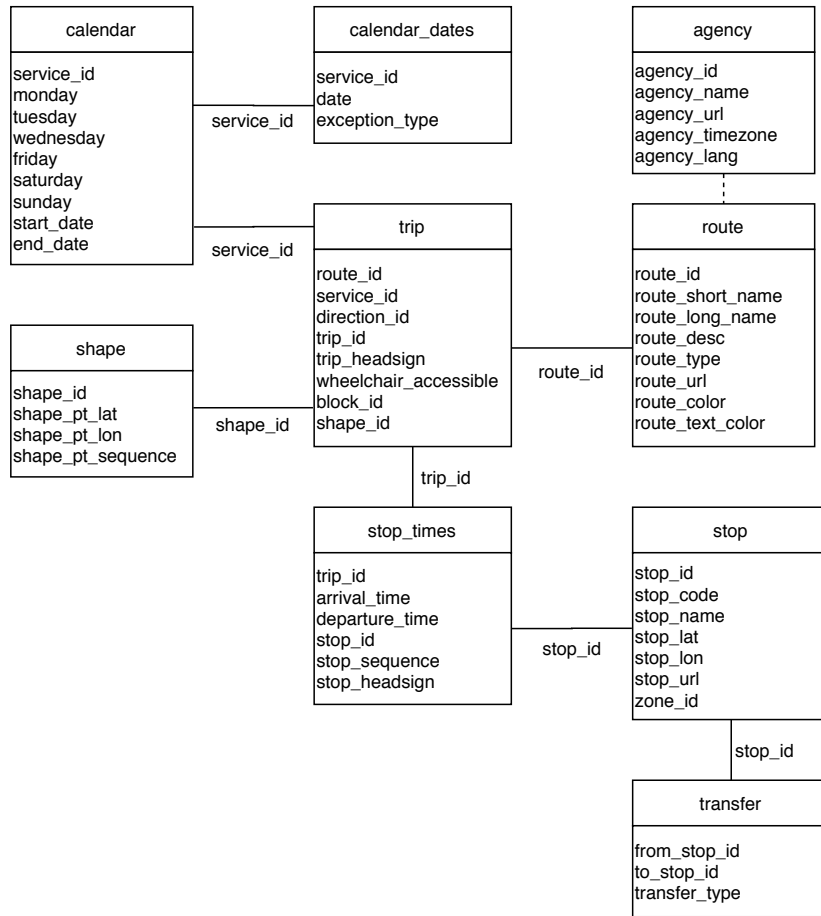 calendar
service_id
monday
tuesday
wednesday
friday
saturday
sunday
start_date
end_date
service_id
calendar_dates
service_id
date
exception_type
agency
agency_id
agency_name
agency_url
agency_timezone
agency_lang
service_id
trip
route_id
service_id
direction_id
trip_id
trip_headsign
wheelchair_accessible
block_id
shape_id
route_id
route
route_id
route_short_name
route_long_name
route_desc
route_type
route_url
route_color
route_text_color
shape
shape_id
shape_pt_lat
shape_pt_lon
shape_pt_sequence
shape_id
trip_id
stop_times
trip_id
arrival_time
departure_time
stop_id
stop_sequence
stop_headsign
stop_id
stop
stop_id
stop_code
stop_name
stop_lat
stop_lon
stop_url
zone_id
stop_id
transfer
from_stop_id
to_stop_id
transfer_type